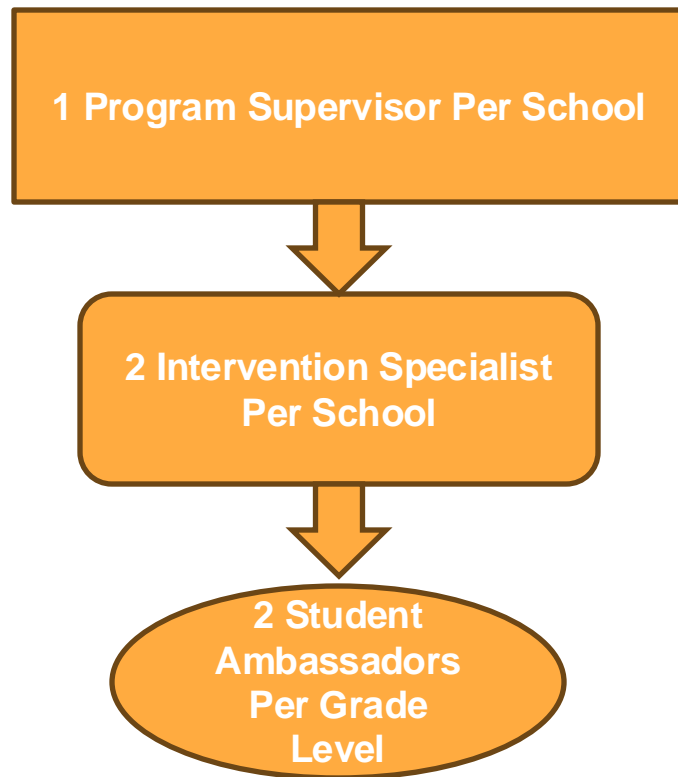 1 Program Supervisor Per School
2 Intervention Specialist
Per School
2 Student
Ambassadors
Per Grade
Level